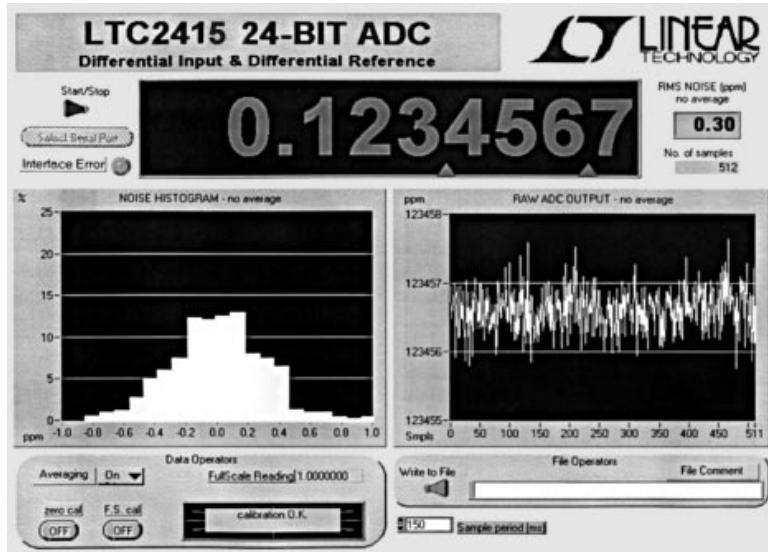 LTC2415 24-BIT ADC
Differential Input & Differential Reference
LINEAR
TECHNOLOGY
Start/Stop
Select Serial Port
Interface Error
0.1234567
RMS NOISE (ppm)
no average
0.30
No. of samples
512
% NOISE HISTOGRAM - no average
25
20
15
10
5
0
ppm -1.0 -0.8 -0.6 -0.4 -0.2 0.0 0.2 0.4 0.6 0.8 1.0
ppm RAW ADC OUTPUT - no average
123458
123457
123456
123455
Smpls 0 50 100 150 200 250 300 350 400 450 511
Data Operators
Averaging On
FullScale Reading 1.0000000
zero cal F.S. cal
OFF OFF
calibration O.K.
File Operators
Write to File
File Comment
150 Sample period [ms]